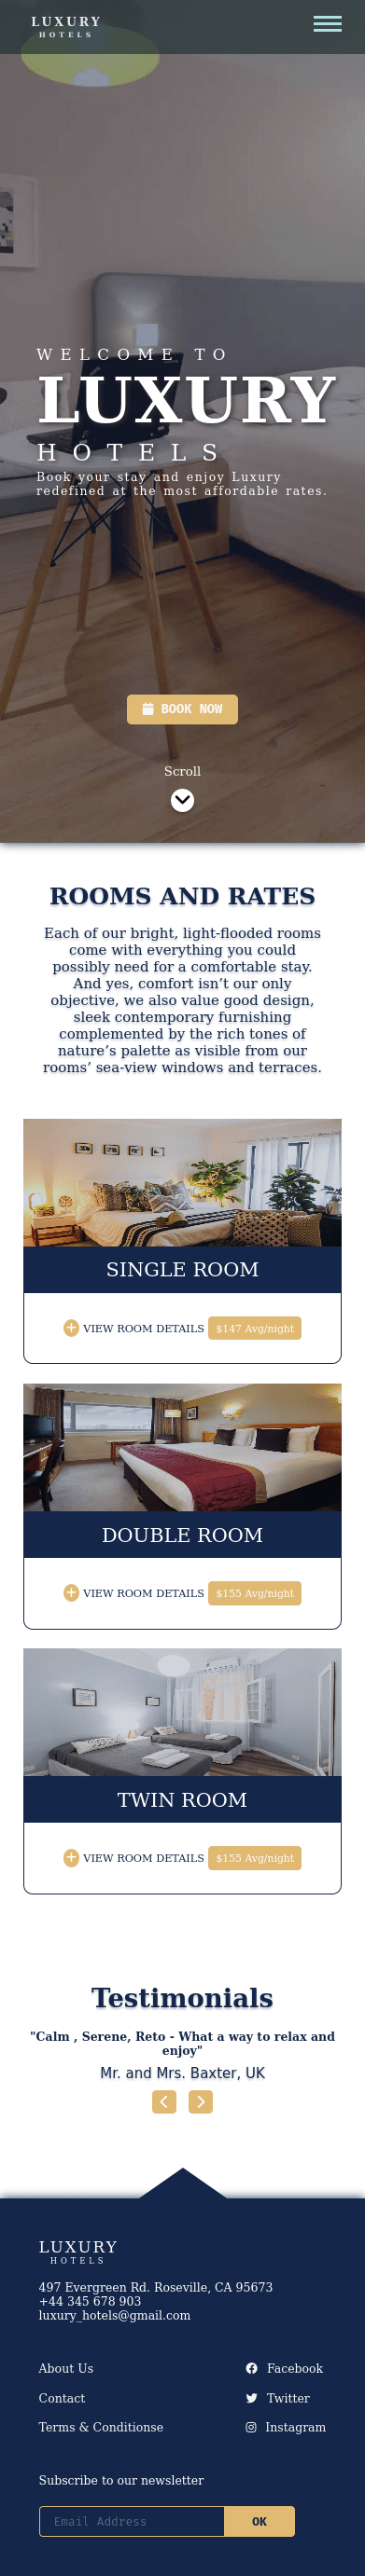 LUXURY
HOTELS
WELCOME TO
LUXURY
HOTELS
Book your stay and enjoy Luxury
redefined at the most affordable rates.
BOOK NOW
Scroll
ROOMS AND RATES
Each of our bright, light-flooded rooms
come with everything you could
possibly need for a comfortable stay.
And yes, comfort isn’t our only
objective, we also value good design,
sleek contemporary furnishing
complemented by the rich tones of
nature’s palette as visible from our
rooms’ sea-view windows and terraces.
SINGLE ROOM
VIEW ROOM DETAILS $147 Avg/night
DOUBLE ROOM
VIEW ROOM DETAILS $155 Avg/night
TWIN ROOM
VIEW ROOM DETAILS $155 Avg/night
Testimonials
"Calm , Serene, Reto - What a way to relax and
enjoy"
Mr. and Mrs. Baxter, UK
LUXURY
HOTELS
497 Evergreen Rd. Roseville, CA 95673
+44 345 678 903
luxury_hotels@gmail.com
About Us
Contact
Terms & Conditionse
Facebook
Twitter
Instagram
Subscribe to our newsletter
Email Address
OK